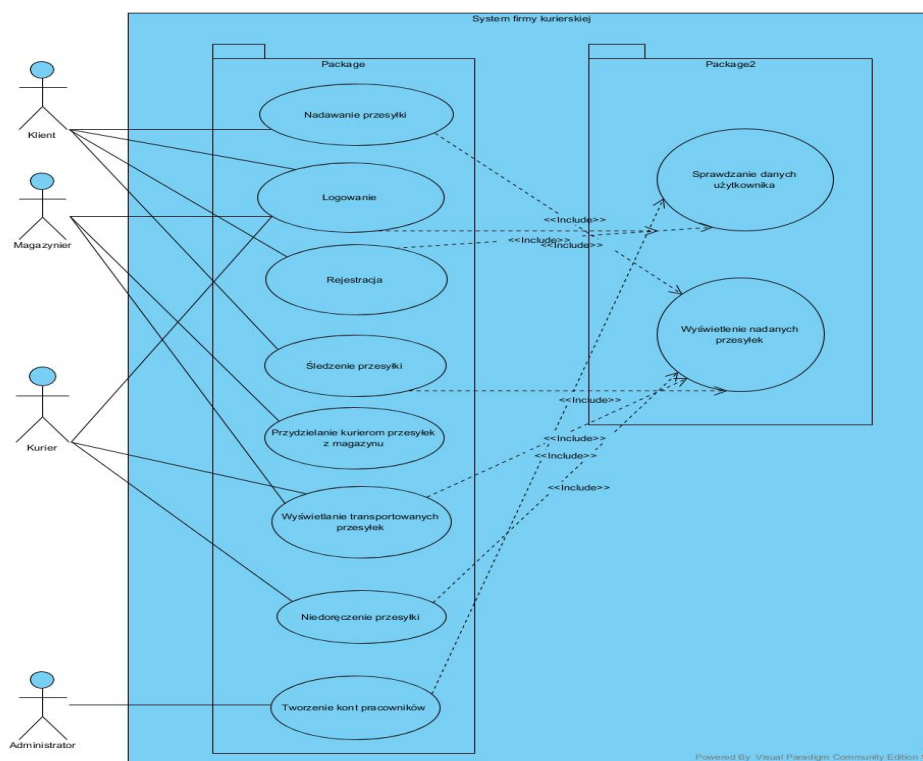 System firmy kurierskiej
Package
Package2
Nadawanie przesyłki
Klient
Sprawdzanie danych
użytkownika
Logowanie
<<Include>>
<<Include>>
<<Include>>
Magazynier
Rejestracja
Wyświetlenie nadanych
przesyłek
Śledzenie przesyłki
<<Include>>
Przydzielanie kurierom przesyłek
z magazynu
<<Include>>
Kurier
<<Include>>
Wyświetlanie transportowanych
przesyłek
<<Include>>
Niedoręczenie przesyłki
Tworzenie kont pracowników
Administrator
Powered By Visual Paradigm Community Edition